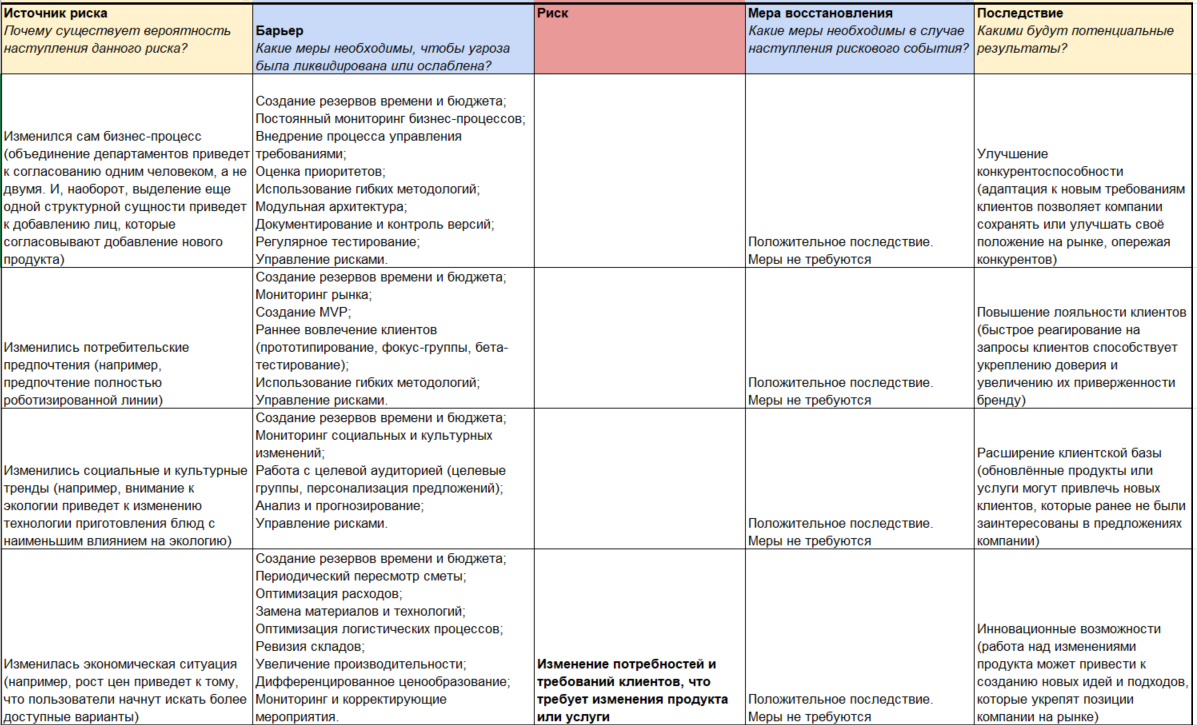 Источник риска
Почему существует вероятность
наступления данного риска?
Барьер
Какие меры необходимы, чтобы угроза
была ликвидирована или ослаблена?
Риск
Мера восстановления
Какие меры необходимы в случае
наступления рискового события?
Последствие
Какими будут потенциальные
результаты?
Изменился сам бизнес-процесс
(объединение департаментов приведет
к согласованию одним человеком, а не
двумя. И, наоборот, выделение еще
одной структурной сущности приведет
к добавлению лиц, которые
согласовывают добавление нового
продукта)
Создание резервов времени и бюджета;
Постоянный мониторинг бизнес-процессов;
Внедрение процесса управления
требованиями;
Оценка приоритетов;
Использование гибких методологий;
Модульная архитектура;
Документирование и контроль версий;
Регулярное тестирование;
Управление рисками.
Положительное последствие.
Меры не требуются
Улучшение
конкурентоспособности
(адаптация к новым требованиям
клиентов позволяет компании
сохранять или улучшать своё
положение на рынке, опережая
конкурентов)
Изменились потребительские
предпочтения (например,
предпочтение полностью
роботизированной линии)
Создание резервов времени и бюджета;
Мониторинг рынка;
Создание MVP;
Раннее вовлечение клиентов
(прототипирование, фокус-группы, бета-
тестирование);
Использование гибких методологий;
Управление рисками.
Положительное последствие.
Меры не требуются
Повышение лояльности клиентов
(быстрое реагирование на
запросы клиентов способствует
укреплению доверия и
увеличению их приверженности
бренду)
Изменились социальные и культурные
тренды (например, внимание к
экологии приведет к изменению
технологии приготовления блюд с
наименьшим влиянием на экологию)
Создание резервов времени и бюджета;
Мониторинг социальных и культурных
изменений;
Работа с целевой аудиторией (целевые
группы, персонализация предложений);
Анализ и прогнозирование;
Управление рисками.
Положительное последствие.
Меры не требуются
Расширение клиентской базы
(обновлённые продукты или
услуги могут привлечь новых
клиентов, которые ранее не были
заинтересованы в предложениях
компании)
Изменилась экономическая ситуация
(например, рост цен приведет к тому,
что пользователи начнут искать более
доступные варианты)
Создание резервов времени и бюджета;
Периодический пересмотр сметы;
Оптимизация расходов;
Замена материалов и технологий;
Оптимизация логистических процессов;
Ревизия складов;
Увеличение производительности;
Дифференцированное ценообразование;
Мониторинг и корректирующие
мероприятия.
Изменение потребностей и
требований клиентов, что
требует изменения продукта
или услуги
Положительное последствие.
Меры не требуются
Инновационные возможности
(работа над изменениями
продукта может привести к
созданию новых идей и подходов,
которые укрепят позиции
компании на рынке)